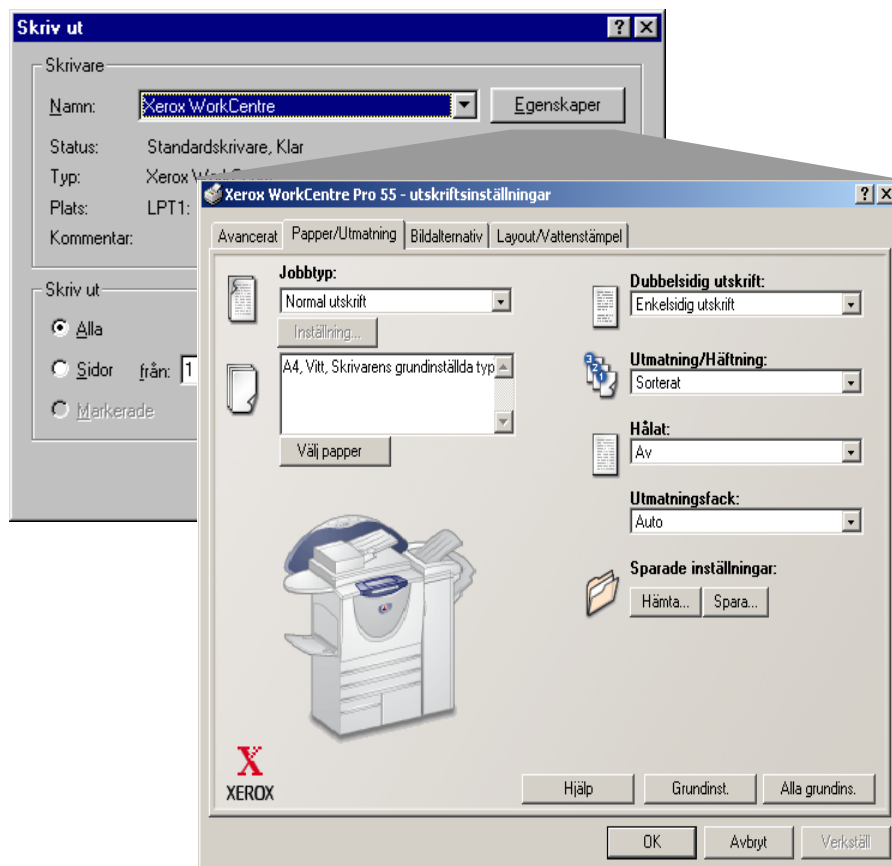 Skriv ut
Skrivare
Namn: Xerox WorkCentre Egenskaper
Status: Standardskrivare, Klar
Typ: Xerox
Plats: LPT1:
Kommentar:
Skriv ut
Alla
Sidor från: 1
Markerade
Xerox WorkCentre Pro 55 - utskriftsinställningar
Avancerat Papper/Utmatning Bildalternativ Layout/Vattenstämpel
Jobbtyp:
Normal utskrift
Inställning...
A4, Vitt, Skrivarens grundinställda typ
Välj papper
Dubbelsidig utskrift:
Enkelsidig utskrift
Utmatning/Häftning:
Sorterat
Hålat:
Av
Utmatningsfack:
Auto
Sparade inställningar:
Hämta... Spara...
X
XEROX
Hjälp Grundinst. Alla grundins.
OK Avbryt Verkställ